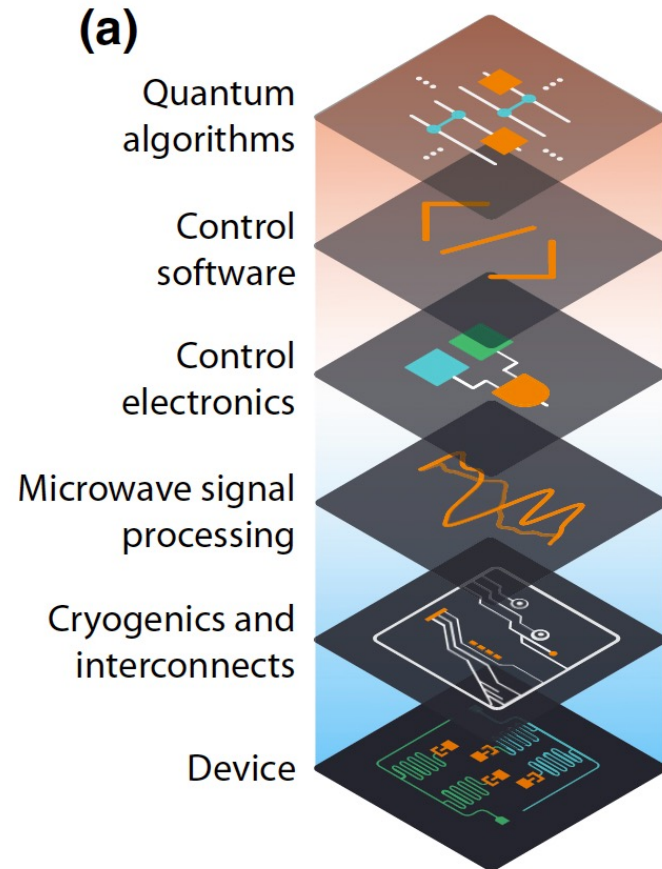 (a)
Quantum
algorithms
Control
software
Control
electronics
Microwave signal
processing
Cryogenics and
interconnects
Device